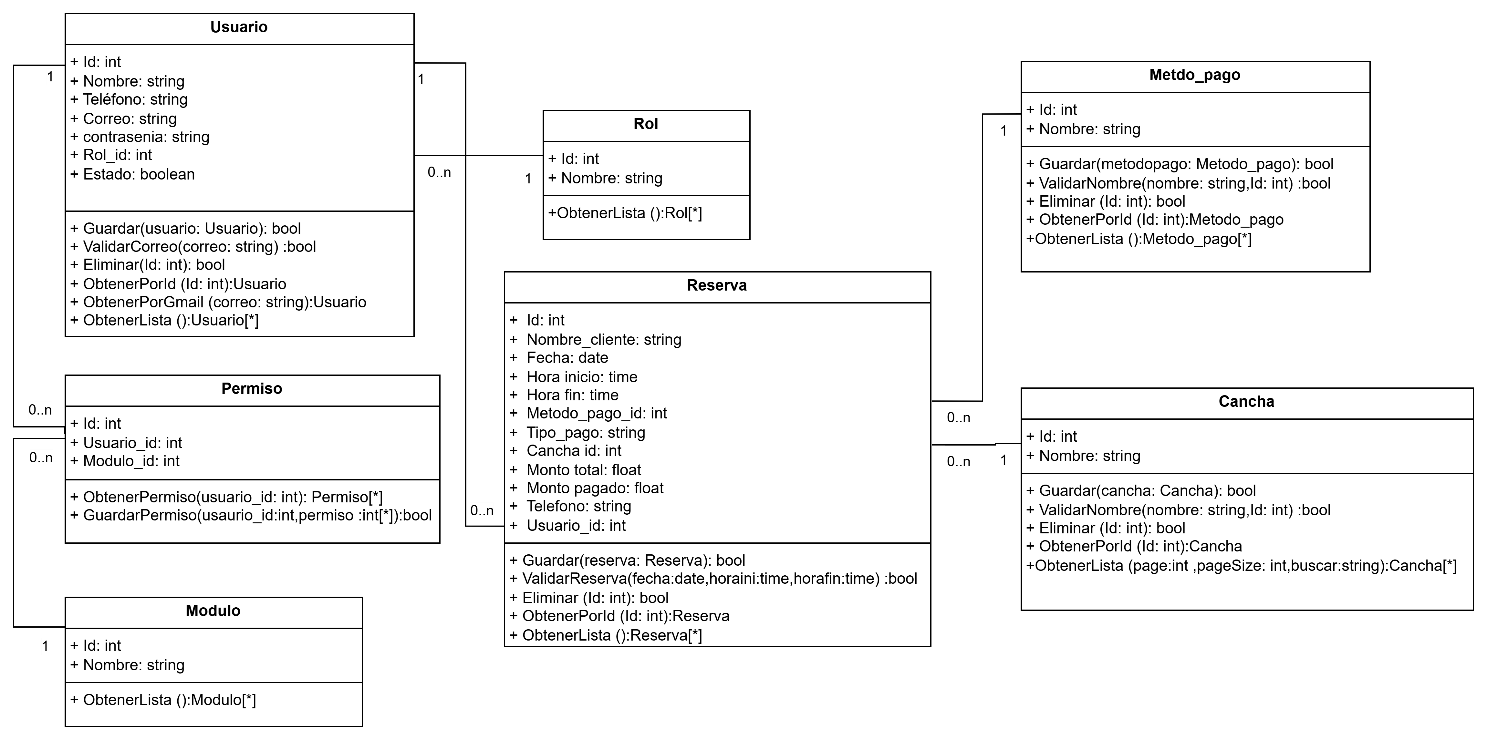 Usuario
+ Id: int
+ Nombre: string
+ Teléfono: string
+ Correo: string
+ contrasenia: string
+ Rol_id: int
+ Estado: boolean
+ Guardar(usuario: Usuario): bool
+ ValidarCorreo(correo: string) :bool
+ Eliminar(Id: int): bool
+ ObtenerPorId (Id: int):Usuario
+ ObtenerPorGmail (correo: string):Usuario
+ ObtenerLista ():Usuario[*]
1
1
0..n
1
Rol
+ Id: int
+ Nombre: string
+ObtenerLista ():Rol[*]
Metdo_pago
+ Id: int
+ Nombre: string
+ Guardar(metodopago: Metodo_pago): bool
+ ValidarNombre(nombre: string,Id: int) :bool
+ Eliminar (Id: int): bool
+ ObtenerPorId (Id: int):Metodo_pago
+ObtenerLista ():Metodo_pago[*]
1
Reserva
+ Id: int
+ Nombre_cliente: string
+ Fecha: date
+ Hora inicio: time
+ Hora fin: time
+ Metodo_pago_id: int
+ Tipo_pago: string
+ Cancha id: int
+ Monto total: float
+ Monto pagado: float
+ Telefono: string
+ Usuario_id: int
+ Guardar(reserva: Reserva): bool
+ ValidarReserva(fecha:date,horaini:time,horafin:time) :bool
+ Eliminar (Id: int): bool
+ ObtenerPorId (Id: int):Reserva
+ ObtenerLista ():Reserva[*]
0..n
0..n
0..n
1
Permiso
+ Id: int
+ Usuario_id: int
+ Modulo_id: int
+ ObtenerPermiso(usuario_id: int): Permiso[*]
+ GuardarPermiso(usaurio_id:int,permiso :int[*]):bool
0..n
0..n
Cancha
+ Id: int
+ Nombre: string
+ Guardar(cancha: Cancha): bool
+ ValidarNombre(nombre: string,Id: int) :bool
+ Eliminar (Id: int): bool
+ ObtenerPorId (Id: int):Cancha
+ObtenerLista (page:int ,pageSize: int,buscar:string):Cancha[*]
Modulo
+ Id: int
+ Nombre: string
+ ObtenerLista ():Modulo[*]
1